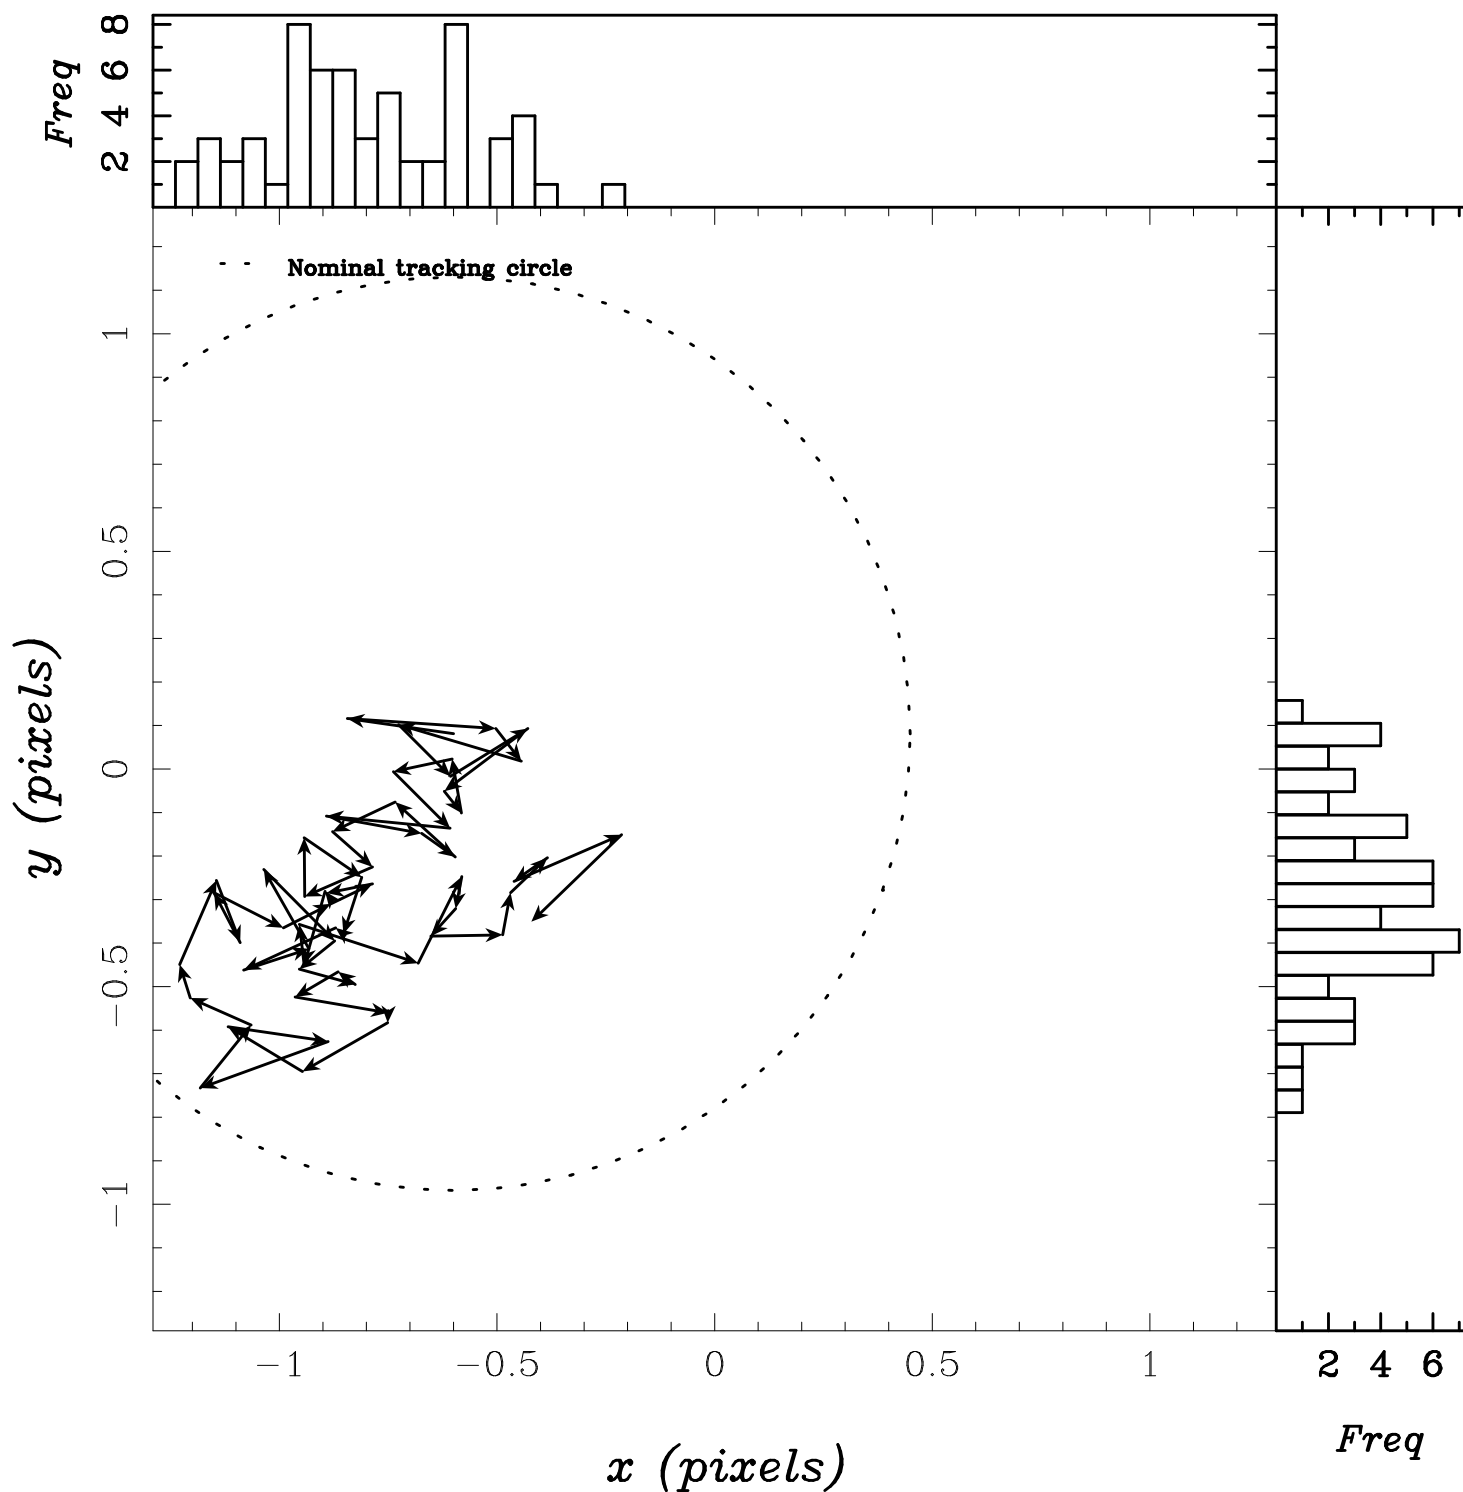 Freq
2 4 6 8
Nominal tracking circle
y (pixels)
1
0.5
0
−0.5
−1
−1 −0.5 0 0.5 1
2 4 6
x (pixels)
Freq